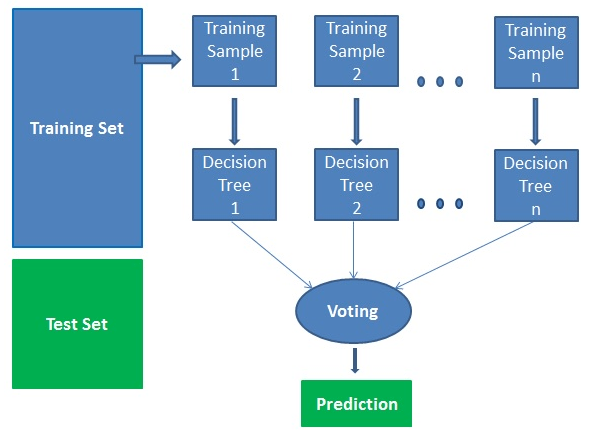 Training Set
Training
Sample
1
Training
Sample
2
Training
Sample
n
Decision
Tree
1
Decision
Tree
2
Decision
Tree
n
Test Set
Voting
Prediction